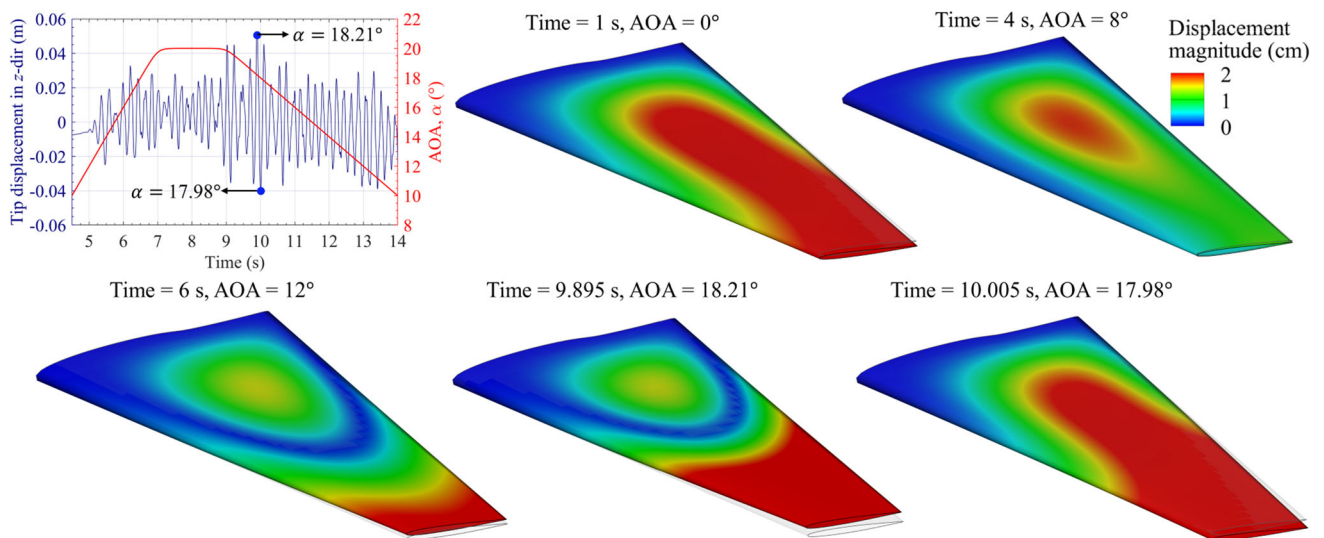 Tip displacement in z-dir (m)
0.06
0.04
0.02
0
-0.02
-0.04
0.06
α = 18.21°
α = 17.98°
22
20
18
16
14
12
10
8
AOA, α (°)
5 6 7 8 9 10 11 12 13 14
Time (s)
Time = 1 s, AOA = 0°
Time = 4 s, AOA = 8°
Displacement
magnitude (cm)
2
1
0
Time = 6 s, AOA = 12°
Time = 9.895 s, AOA = 18.21°
Time = 10.005 s, AOA = 17.98°